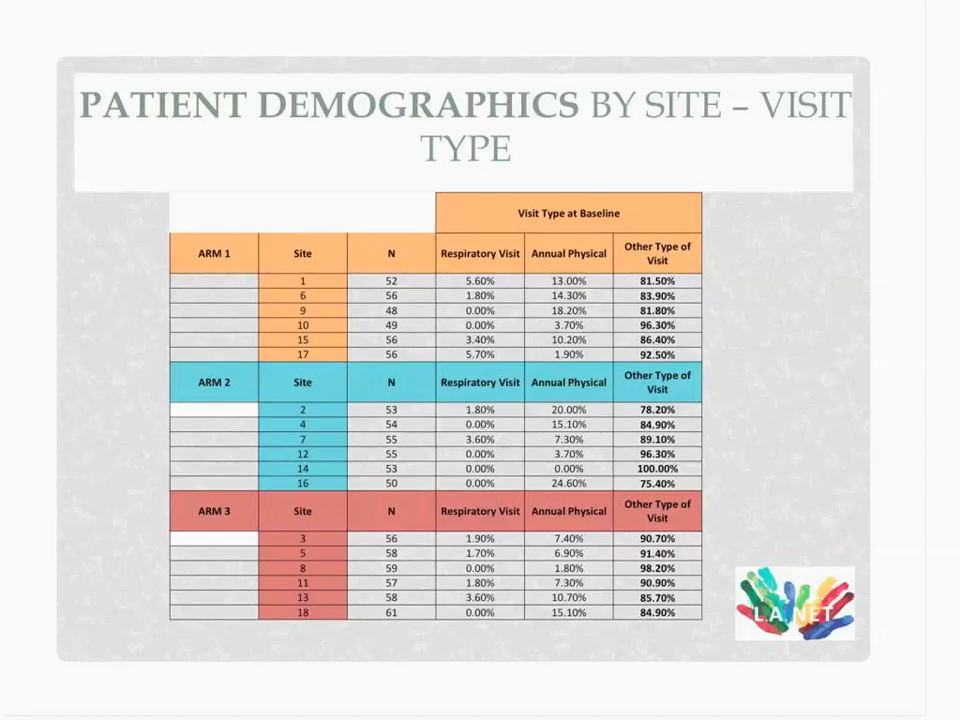 PATIENT DEMOGRAPHICS BY SITE – VISIT
TYPE
Visit Type at Baseline
ARM 1 Site N Respiratory Visit Annual Physical Other Type of Visit
1 52 5.60% 13.00% 81.50%
6 56 1.80% 14.30% 83.90%
9 48 0.00% 18.20% 81.80%
10 49 0.00% 3.70% 96.30%
15 56 3.40% 10.20% 86.40%
17 56 5.70% 1.90% 92.50%
ARM 2 Site N Respiratory Visit Annual Physical Other Type of Visit
2 53 1.80% 20.00% 78.20%
4 54 0.00% 15.10% 84.90%
7 55 3.60% 7.30% 89.10%
12 55 0.00% 3.70% 96.30%
14 53 0.00% 0.00% 100.00%
16 50 0.00% 24.60% 75.40%
ARM 3 Site N Respiratory Visit Annual Physical Other Type of Visit
3 56 1.90% 7.40% 90.70%
5 58 1.70% 6.90% 91.40%
8 59 0.00% 1.80% 98.20%
11 57 1.80% 7.30% 90.90%
13 58 3.60% 10.70% 85.70%
18 61 0.00% 15.10% 84.90%
L.A. NET